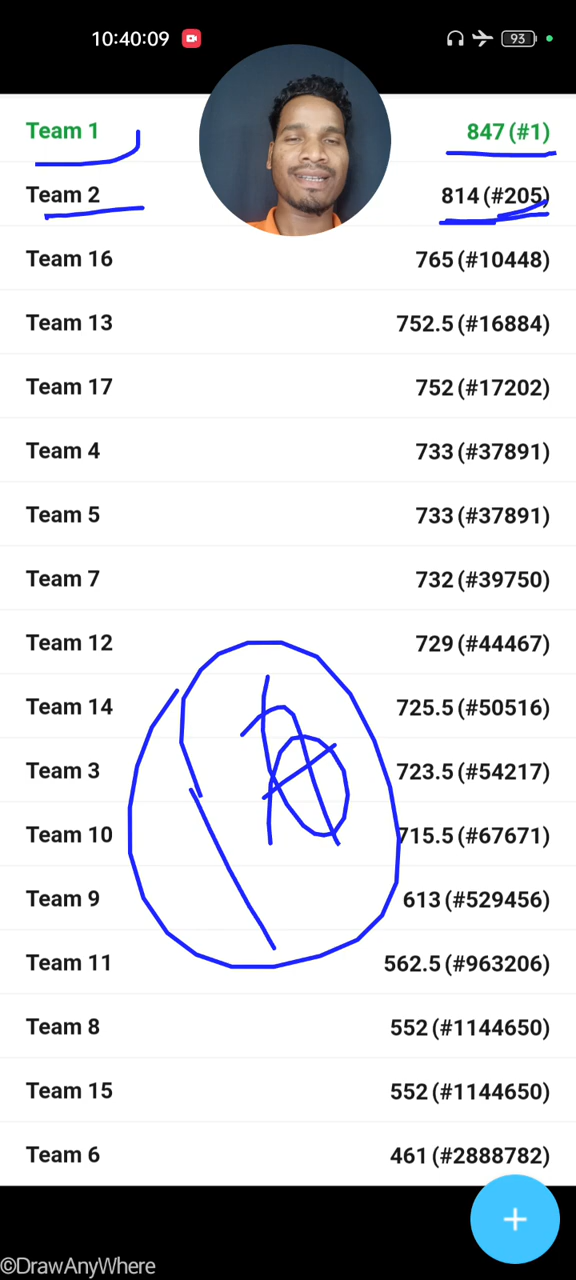 10:40:09 93
Team 1 847 (#1)
Team 2 814 (#205)
Team 16 765 (#10448)
Team 13 752.5 (#16884)
Team 17 752 (#17202)
Team 4 733 (#37891)
Team 5 733 (#37891)
Team 7 732 (#39750)
Team 12 729 (#44467)
Team 14 725.5 (#50516)
Team 3 723.5 (#54217)
Team 10 715.5 (#67671)
Team 9 613 (#529456)
Team 11 562.5 (#963206)
Team 8 552 (#1144650)
Team 15 552 (#1144650)
Team 6 461 (#2888782)
+
©DrawAnyWhere